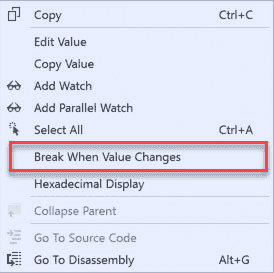 Copy Ctrl+C
Edit Value
Copy Value
Add Watch
Add Parallel Watch
Select All Ctrl+A
Break When Value Changes
Hexadecimal Display
Collapse Parent
Go To Source Code
Go To Disassembly Alt+G